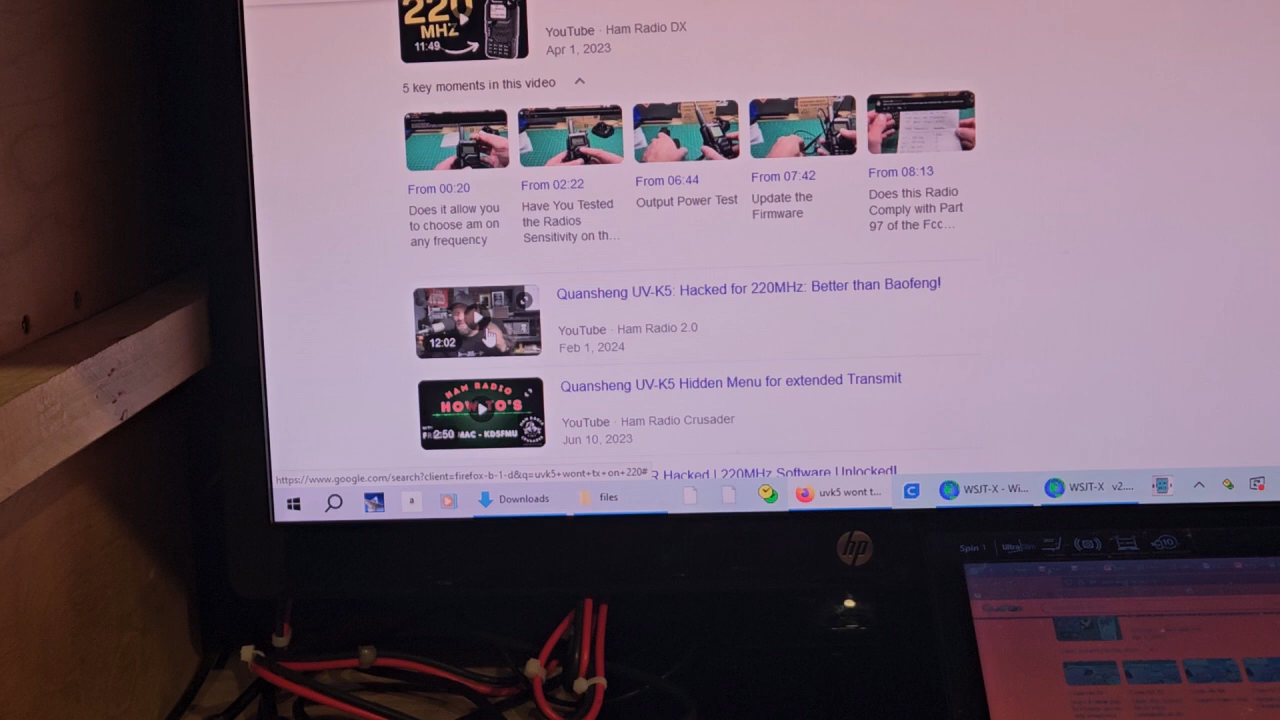 220
MHZ
11:49
YouTube · Ham Radio DX
Apr 1, 2023
5 key moments in this video
From 00:20
Does it allow you
to choose am on
any frequency
From 02:22
Have You Tested
the Radios
Sensitivity on th...
From 06:44
Output Power Test
From 07:42
Update the
Firmware
From 08:13
Does this Radio
Comply with Part
97 of the Fcc...
12:02
Quansheng UV-K5: Hacked for 220MHz: Better than Baofeng!
YouTube · Ham Radio 2.0
Feb 1, 2024
HAM RADIO
HOW-TO'S
2:50 MAC - KD5FMU
Quansheng UV-K5 Hidden Menu for extended Transmit
YouTube · Ham Radio Crusader
Jun 10, 2023
R Hacked | 220MHz Software Unlocked!
https://www.google.com/search?client=firefox-b-1-d&q=uvk5+wont+tx+on+220#
a
Downloads
files
uvk5 wont t...
C
WSJT-X - Wi...
WSJT-X v2....
hp
Spin 1
10